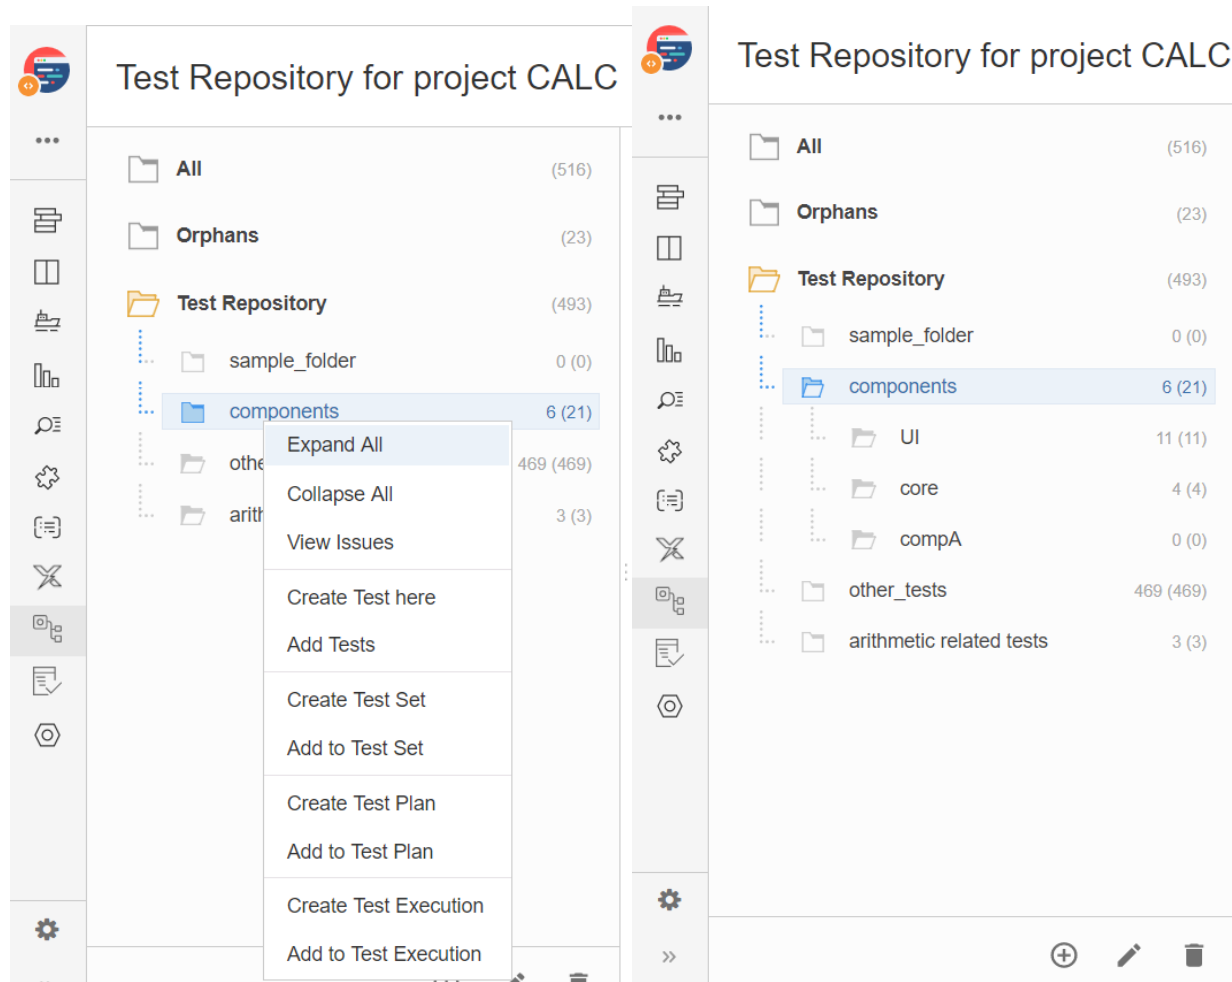 Test Repository for project CALC
All (516)
Orphans (23)
Test Repository (493)
sample_folder 0 (0)
components 6 (21)
othe 469 (469)
arith 3 (3)
Expand All
Collapse All
View Issues
Create Test here
Add Tests
Create Test Set
Add to Test Set
Create Test Plan
Add to Test Plan
Create Test Execution
Add to Test Execution
Test Repository for project CALC
All (516)
Orphans (23)
Test Repository (493)
sample_folder 0 (0)
components 6 (21)
UI 11 (11)
core 4 (4)
compA 0 (0)
other_tests 469 (469)
arithmetic related tests 3 (3)